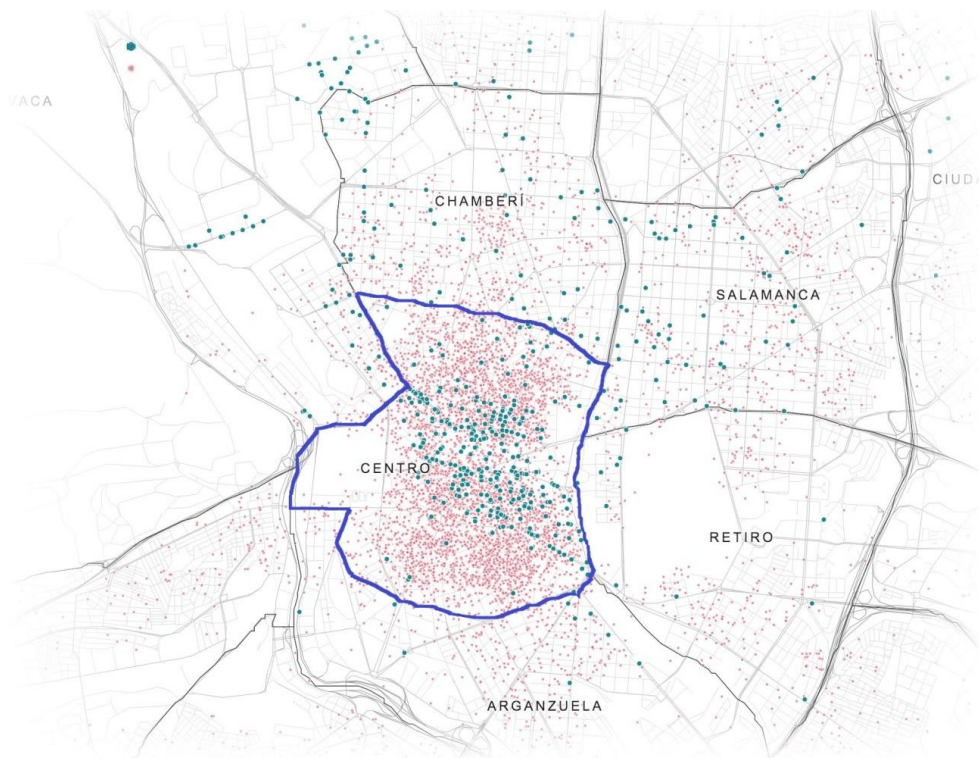 VACA
CIUDA
CHAMBERÍ
SALAMANCA
CENTRO
RETIRO
ARGANZUELA